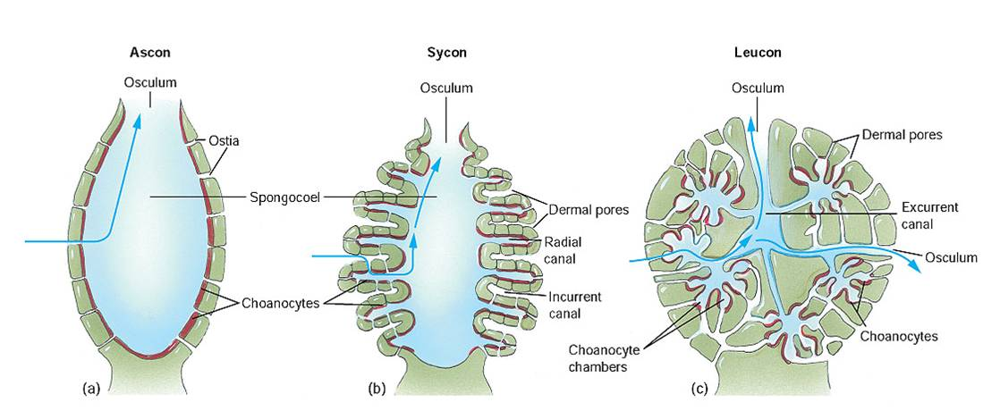 Ascon
Osculum
Ostia
Spongocoel
Choanocytes
(a)
Sycon
Osculum
Dermal pores
Radial
canal
Incurrent
canal
(b)
Leucon
Osculum
Dermal pores
Excurrent
canal
Osculum
Choanocytes
Choanocyte
chambers
(c)